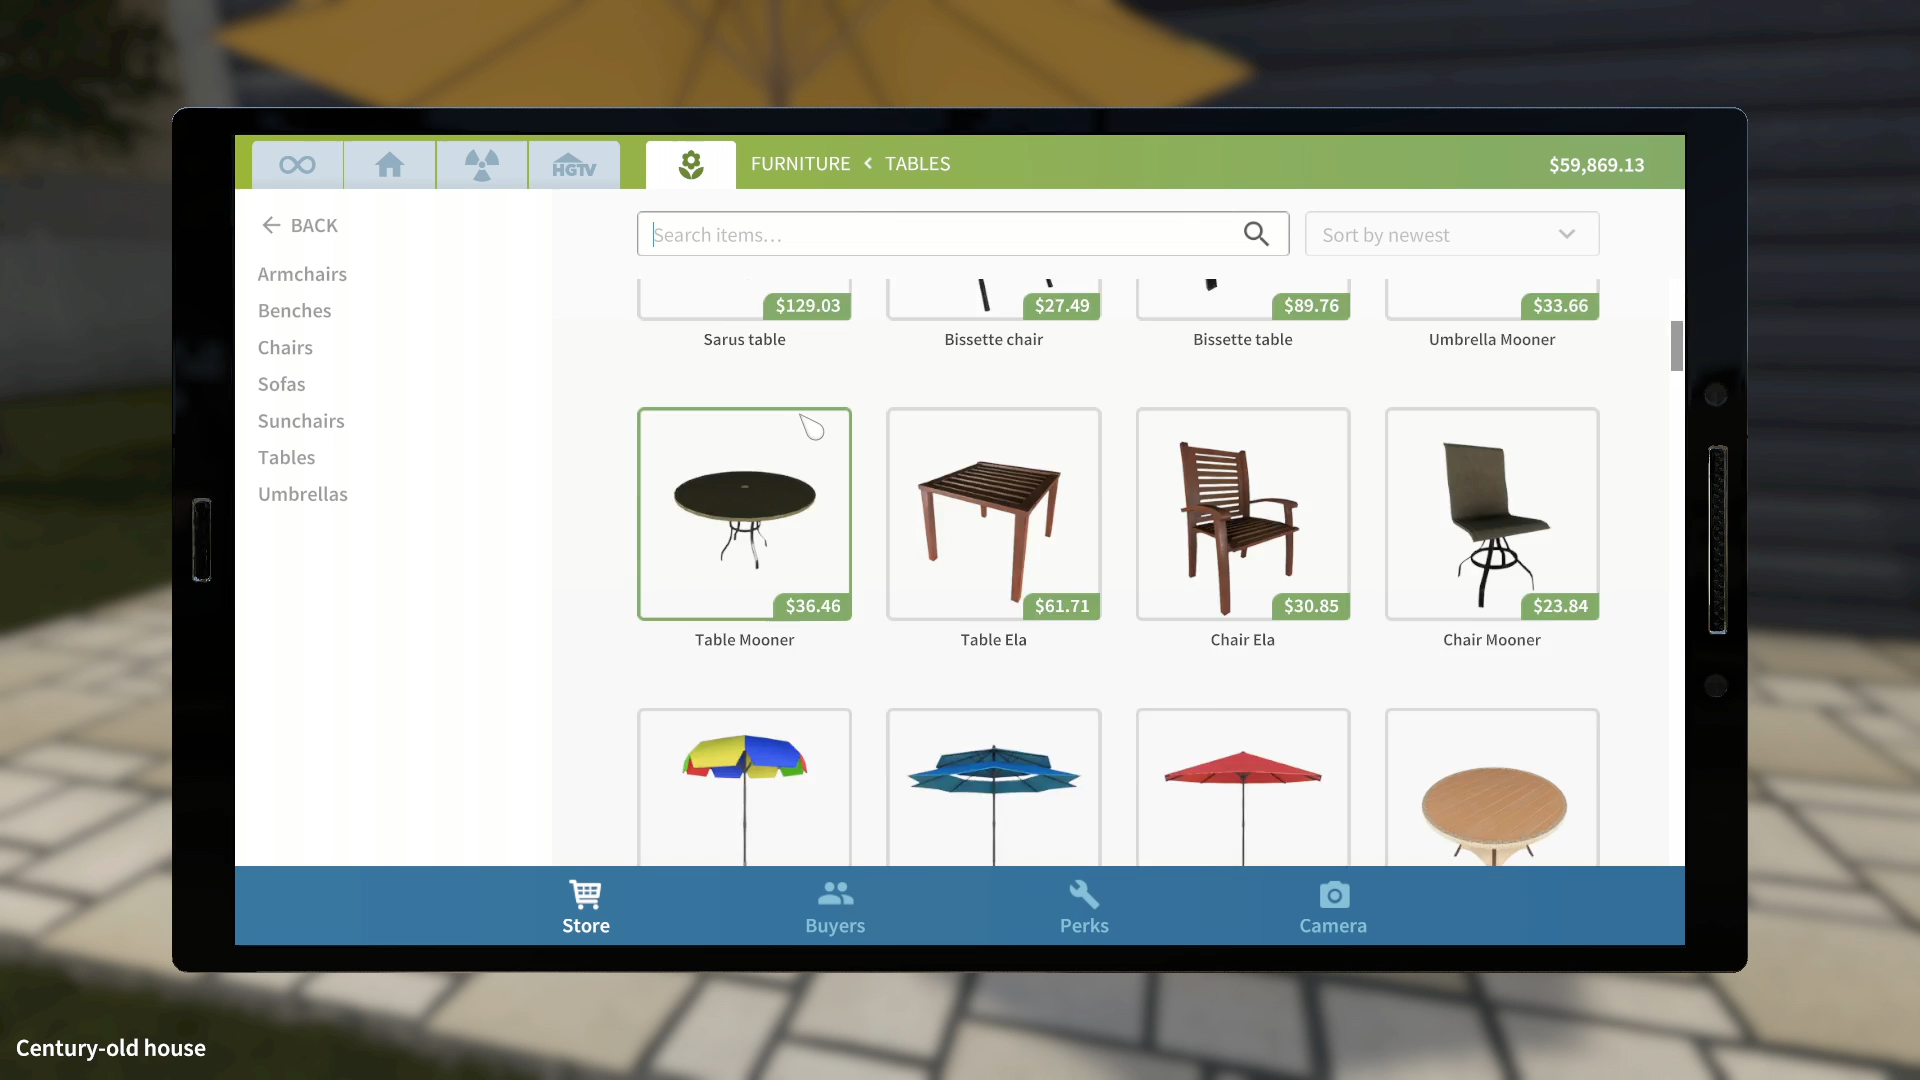 HGTV
FURNITURE < TABLES
$59,869.13
BACK
Armchairs
Benches
Chairs
Sofas
Sunchairs
Tables
Umbrellas
Search items...
Sort by newest
$129.03
$27.49
$89.76
$33.66
Sarus table
Bissette chair
Bissette table
Umbrella Mooner
$36.46
$61.71
$30.85
$23.84
Table Mooner
Table Ela
Chair Ela
Chair Mooner
Store
Buyers
Perks
Camera
Century-old house